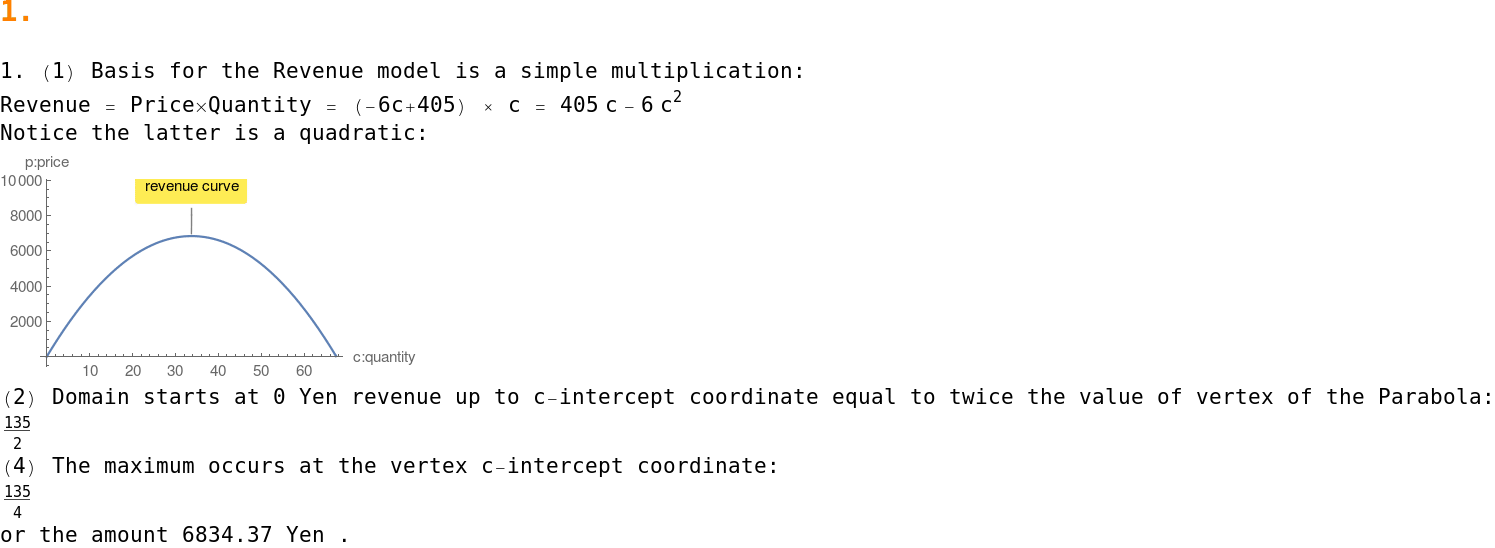 1.
1. (1) Basis for the Revenue model is a simple multiplication:
Revenue = Price×Quantity = (-6c+405) × c = 405 c - 6 c²
Notice the latter is a quadratic:
p:price
10 000
revenue curve
8000
6000
4000
2000
c:quantity
10 20 30 40 50 60
(2) Domain starts at 0 Yen revenue up to c-intercept coordinate equal to twice the value of vertex of the Parabola:
135
2
(4) The maximum occurs at the vertex c-intercept coordinate:
135
4
or the amount 6834.37 Yen .